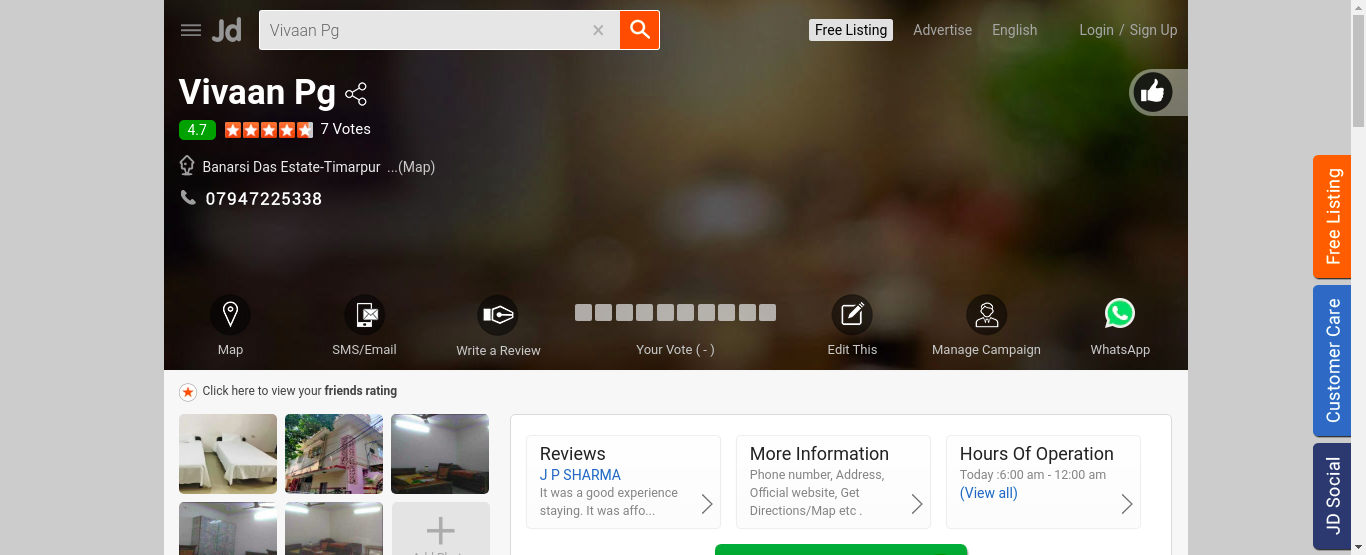 Jd
Vivaan Pg
Free Listing
Advertise
English
Login / Sign Up
Vivaan Pg
4.7
7 Votes
Banarsi Das Estate-Timarpur ...(Map)
07947225338
Map
SMS/Email
Write a Review
Your Vote ( - )
Edit This
Manage Campaign
WhatsApp
Click here to view your friends rating
Reviews
J P SHARMA
It was a good experience
staying. It was affo...
More Information
Phone number, Address,
Official website, Get
Directions/Map etc .
Hours Of Operation
Today :6:00 am - 12:00 am
(View all)
Free Listing
Customer Care
JD Social